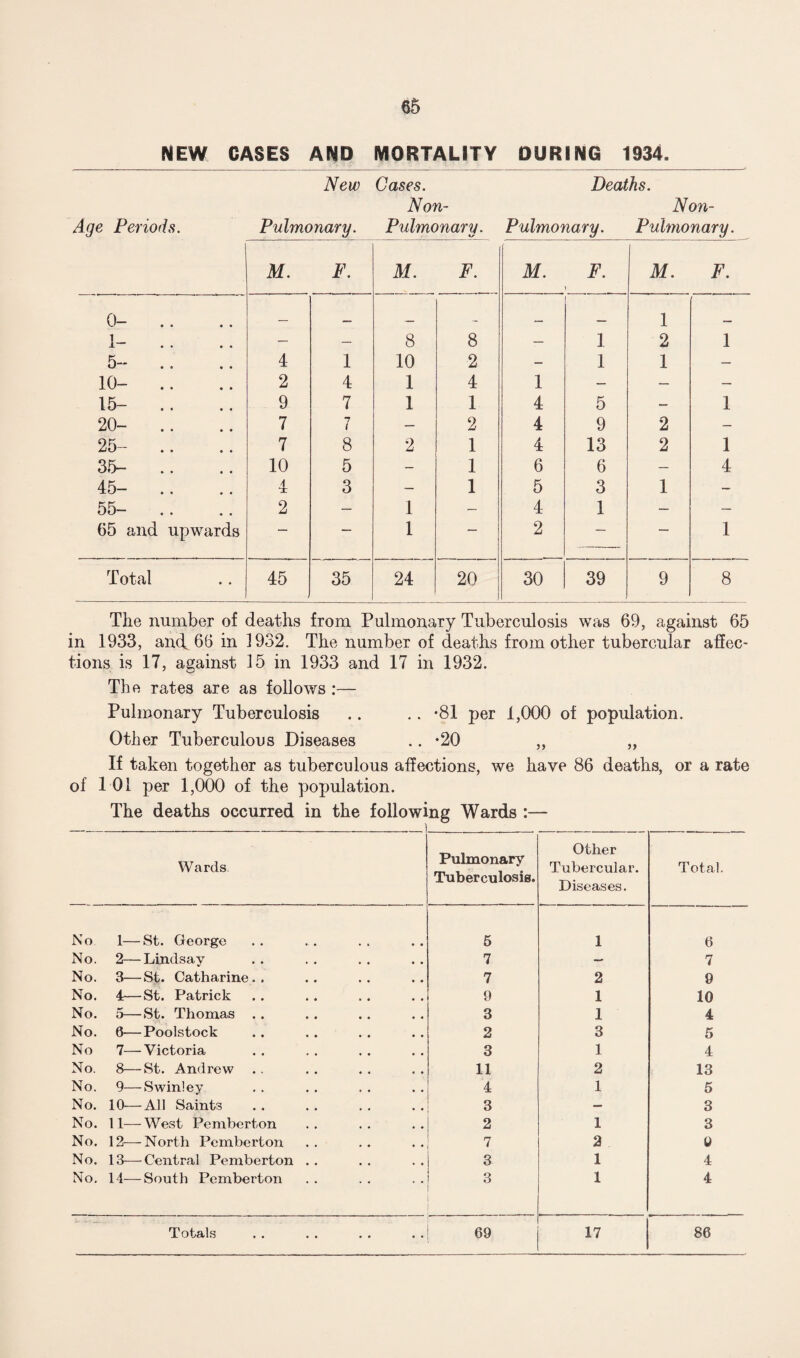 65
NEW CASES AND MORTALITY DURING 1934.
New Cases. Deaths.
Non- Non-
Age Periods. Pulmonary. Pulmonary. Pulmonary. Pulmonary.
M. F. M. F. M. F. M. F.
0- .. .. — — — - — — 1 —
1- .. .. — — 8 8 — 1 2 1
5- .. .. 4 1 10 2 — 1 1 —
10- .. .. 2 4 1 4 1 — — —
15- .. .. 9 7 1 1 4 5 — 1
20- .. .. 7 7 — 2 4 9 2 —
25- .. .. 7 8 2 1 4 13 2 1
35- .. .. 10 5 — 1 6 6 — 4
45- .. .. 4 3 — 1 5 3 1 —
55- .. .. 2 — 1 — 4 1 — —
65 and upwards — — 1 — 2 — — 1
Total .. 45 35 24 20 30 39 9 8
The number of deaths from Pulmonary Tuberculosis was 69, against 65
in 1933, and 66 in 1932. The number of deaths from other tubercular affec-
tions is 17, against 15 in 1933 and 17 in 1932.
The rates are as follows :—
Pulmonary Tuberculosis .. .. ·81 per 1,000 of population.
Other Tuberculous Diseases .. ·20 ,, ,,
If taken together as tuberculous affections, we have 86 deaths, or a rate
of 1·01 per 1,000 of the population.
The deaths occurred in the following Wards :—
Wards Pulmonary Tuberculosis. Other Tubercular. Diseases. Total.
No 1—St. George .. .. .. .. 5 1 6
No. 2—Lindsay .. .. .. .. 7 — 7
No. 3—St. Catharine.. .. .. .. 7 2 9
No. 4—St. Patrick .. .. .. .. 9 1 10
No. 5—St. Thomas .. .. .. .. 3 1 4
No. 6—Poolstock .. .. .. .. 2 3 5
No 7—Victoria .. .. .. .. 3 1 4
No. 8—St. Andrew .. .. .. .. 11 2 13
No. 9—Swinley .. .. .. .. 4 1 5
No. 10—All Saints .. .. .. .. 3 — 3
No. 11—West Pemberton .. .. .. 2 1 3
No. 12—North Pemberton .. .. .. 7 2 9
No. 13—Central Pemberton .. .. .. 3 1 4
No. 14—South Pemberton .. .. .. 3 1 4
Totals .. .. .. .. 69 17 86